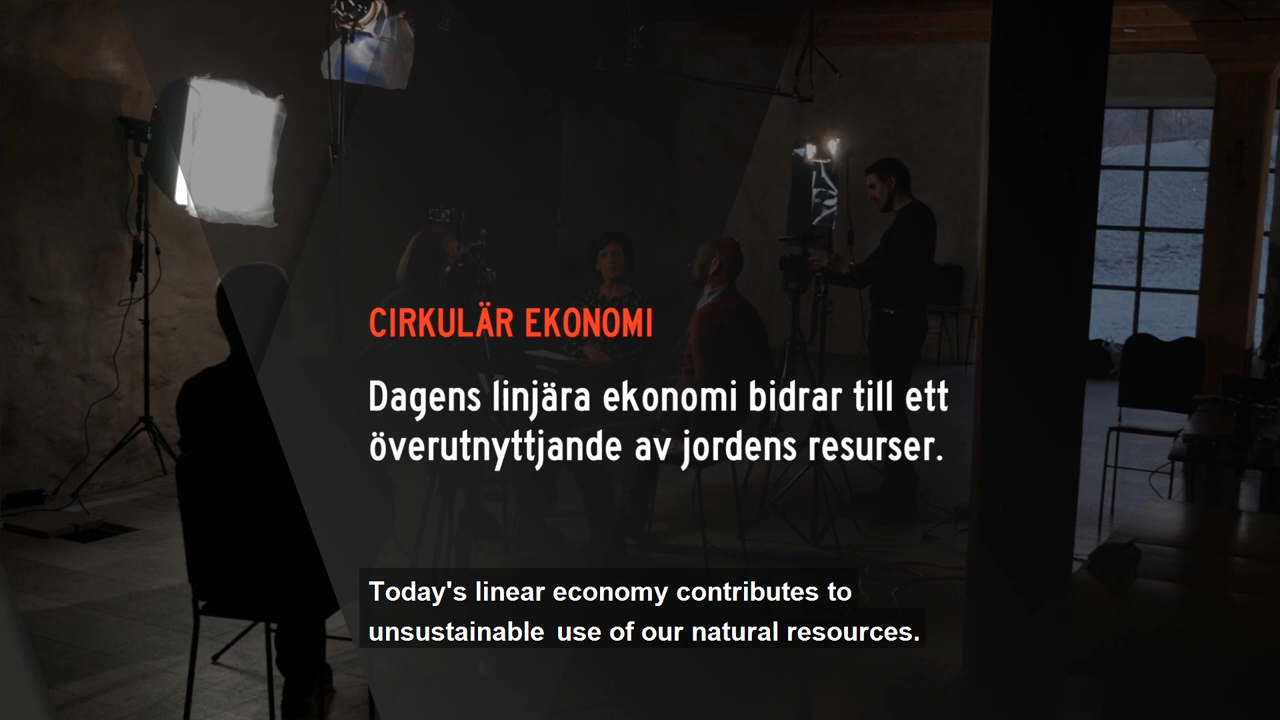 CIRKULÄR EKONOMI
Dagens linjära ekonomi bidrar till ett
överutnyttjande av jordens resurser.
Today's linear economy contributes to
unsustainable use of our natural resources.